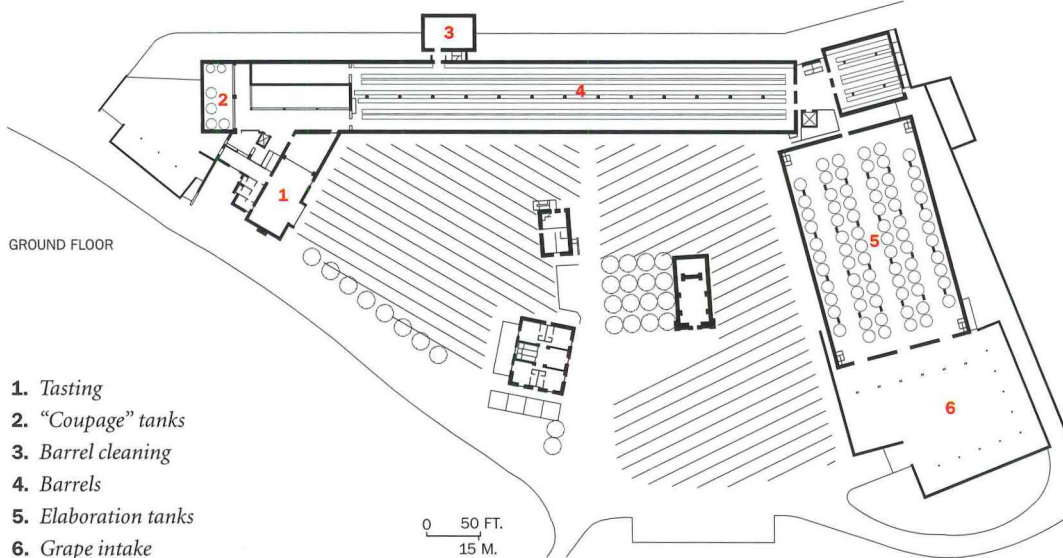 3
2
4
1
5
6
GROUND FLOOR
1. Tasting
2. "Coupage" tanks
3. Barrel cleaning
4. Barrels
5. Elaboration tanks
6. Grape intake
0 50 FT.
15 M.